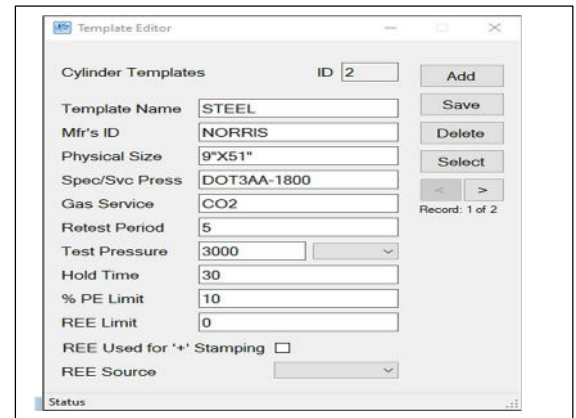 Template Editor
Cylinder Templates ID 2
Add
Template Name STEEL
Save
Mfr's ID NORRIS
Delete
Physical Size 9"X51"
Select
Spec/Svc Press DOT3AA-1800
< >
Gas Service CO2
Record: 1 of 2
Retest Period 5
Test Pressure 3000
Hold Time 30
% PE Limit 10
REE Limit 0
REE Used for '+' Stamping
REE Source
Status